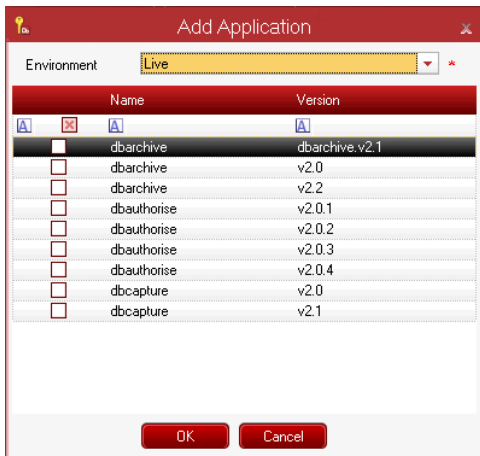 Add Application
Environment Live *
Name Version
A A A
dbarchive dbarchive.v2.1
dbarchive v2.0
dbarchive v2.2
dbauthorise v2.0.1
dbauthorise v2.0.2
dbauthorise v2.0.3
dbauthorise v2.0.4
dbcapture v2.0
dbcapture v2.1
OK Cancel